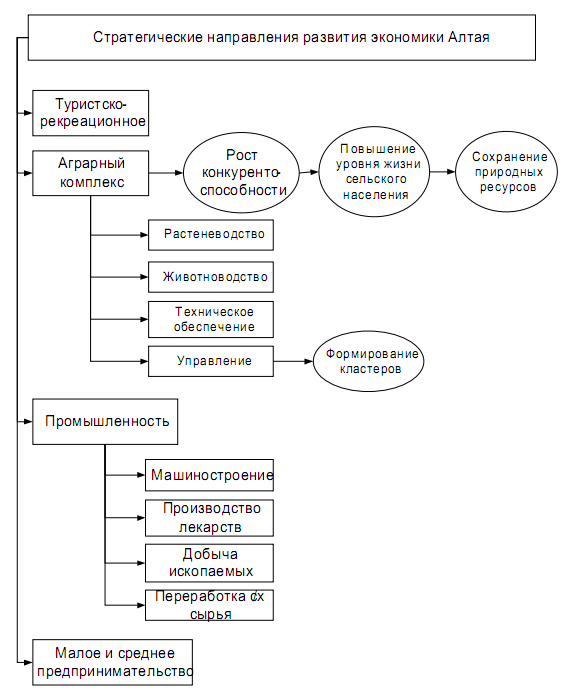 Стратегические направления развития экономики Алтая
Туристско-
рекреационное
Аграрный
комплекс
Рост
конкуренто-
способности
Повышение
уровня жизни
сельского
населения
Сохранение
природных
ресурсов
Растеневодство
Животноводство
Техническое
обеспечение
Управление
Формирование
кластеров
Промышленность
Машиностроение
Производство
лекарств
Добыча
ископаемых
Переработка с/х
сырья
Малое и среднее
предпринимательство